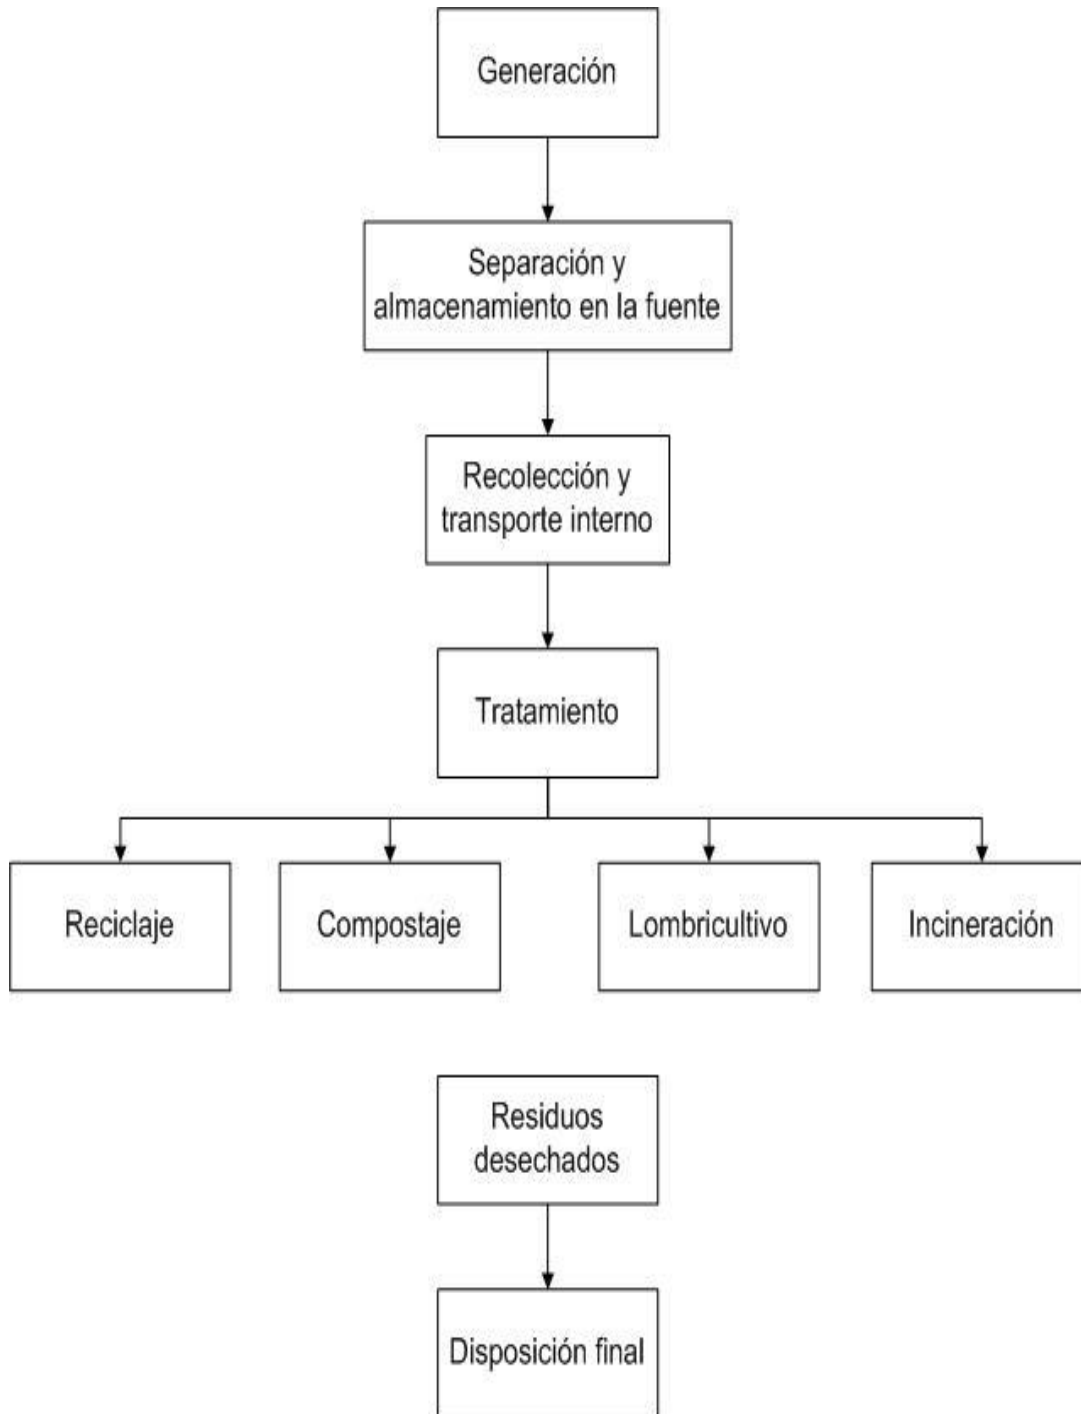 Generación
Separación y
almacenamiento en la fuente
Recolección y
transporte interno
Tratamiento
Reciclaje
Compostaje
Lombricultivo
Incineración
Residuos
desechados
Disposición final